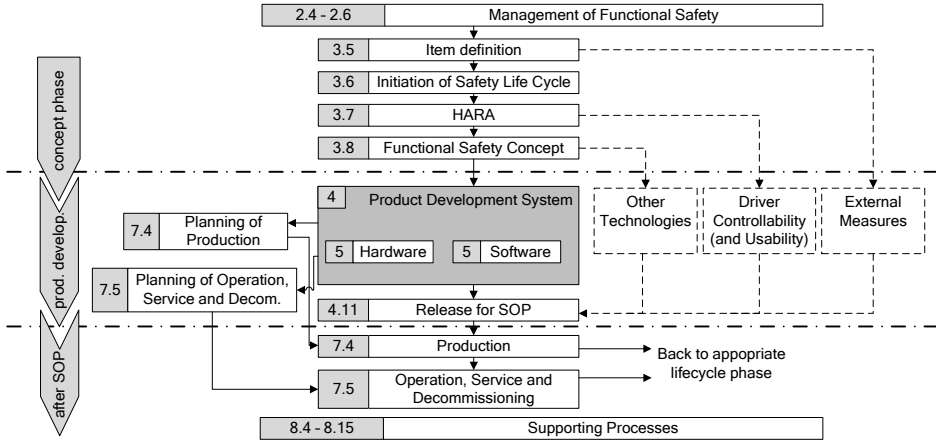 2.4 - 2.6 Management of Functional Safety
3.5 Item definition
3.6 Initiation of Safety Life Cycle
3.7 HARA
3.8 Functional Safety Concept
concept phase
4 Product Development System
5 Hardware
5 Software
Other
Technologies
Driver
Controllability
(and Usability)
External
Measures
7.4 Planning of
Production
7.5 Planning of Operation,
Service and Decom.
prod. develop.
4.11 Release for SOP
7.4 Production
7.5 Operation, Service and
Decommissioning
Back to appopriate
lifecycle phase
after SOP
8.4 - 8.15 Supporting Processes